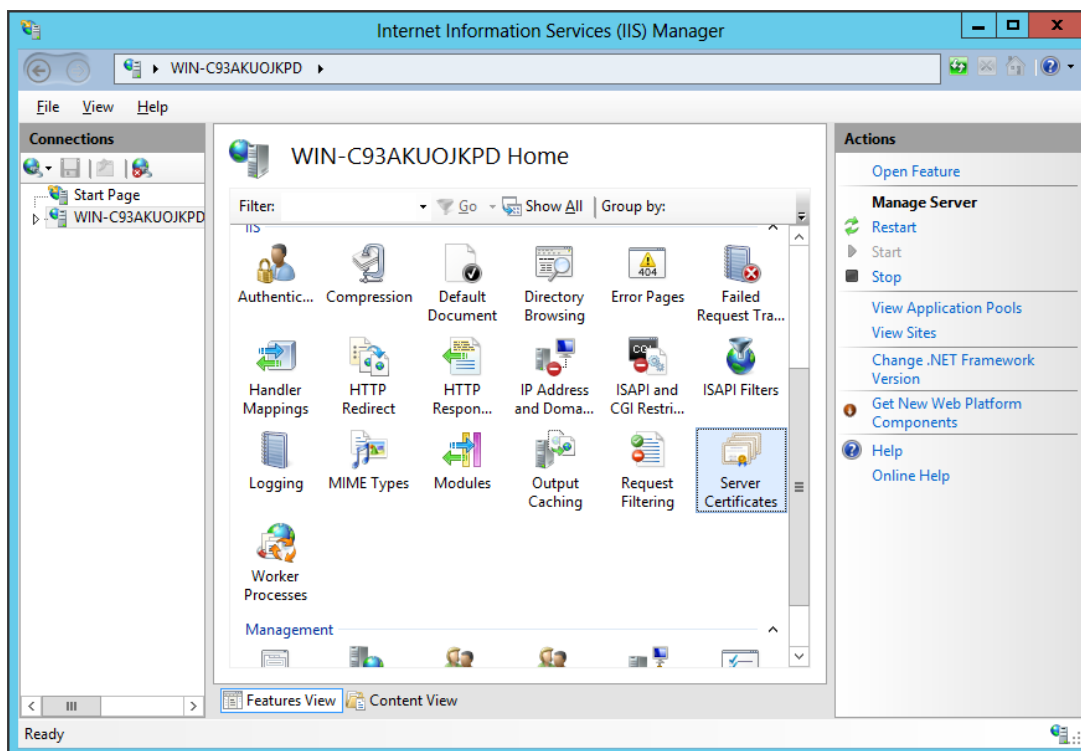 Internet Information Services (IIS) Manager
WIN-C93AKUOJKPD
File View Help
Connections
Start Page
WIN-C93AKUOJKPD
WIN-C93AKUOJKPD Home
Filter: Go Show All Group by:
IIS
Authentic... Compression Default Document Directory Browsing Error Pages Failed Request Tra...
404
Handler Mappings HTTP Redirect HTTP Respon... IP Address and Doma... ISAPI and CGI Restri... ISAPI Filters
Logging MIME Types Modules Output Caching Request Filtering Server Certificates
Worker Processes
Management
Features View Content View
Actions
Open Feature
Manage Server
Restart
Start
Stop
View Application Pools
View Sites
Change .NET Framework
Version
Get New Web Platform
Components
Help
Online Help
Ready